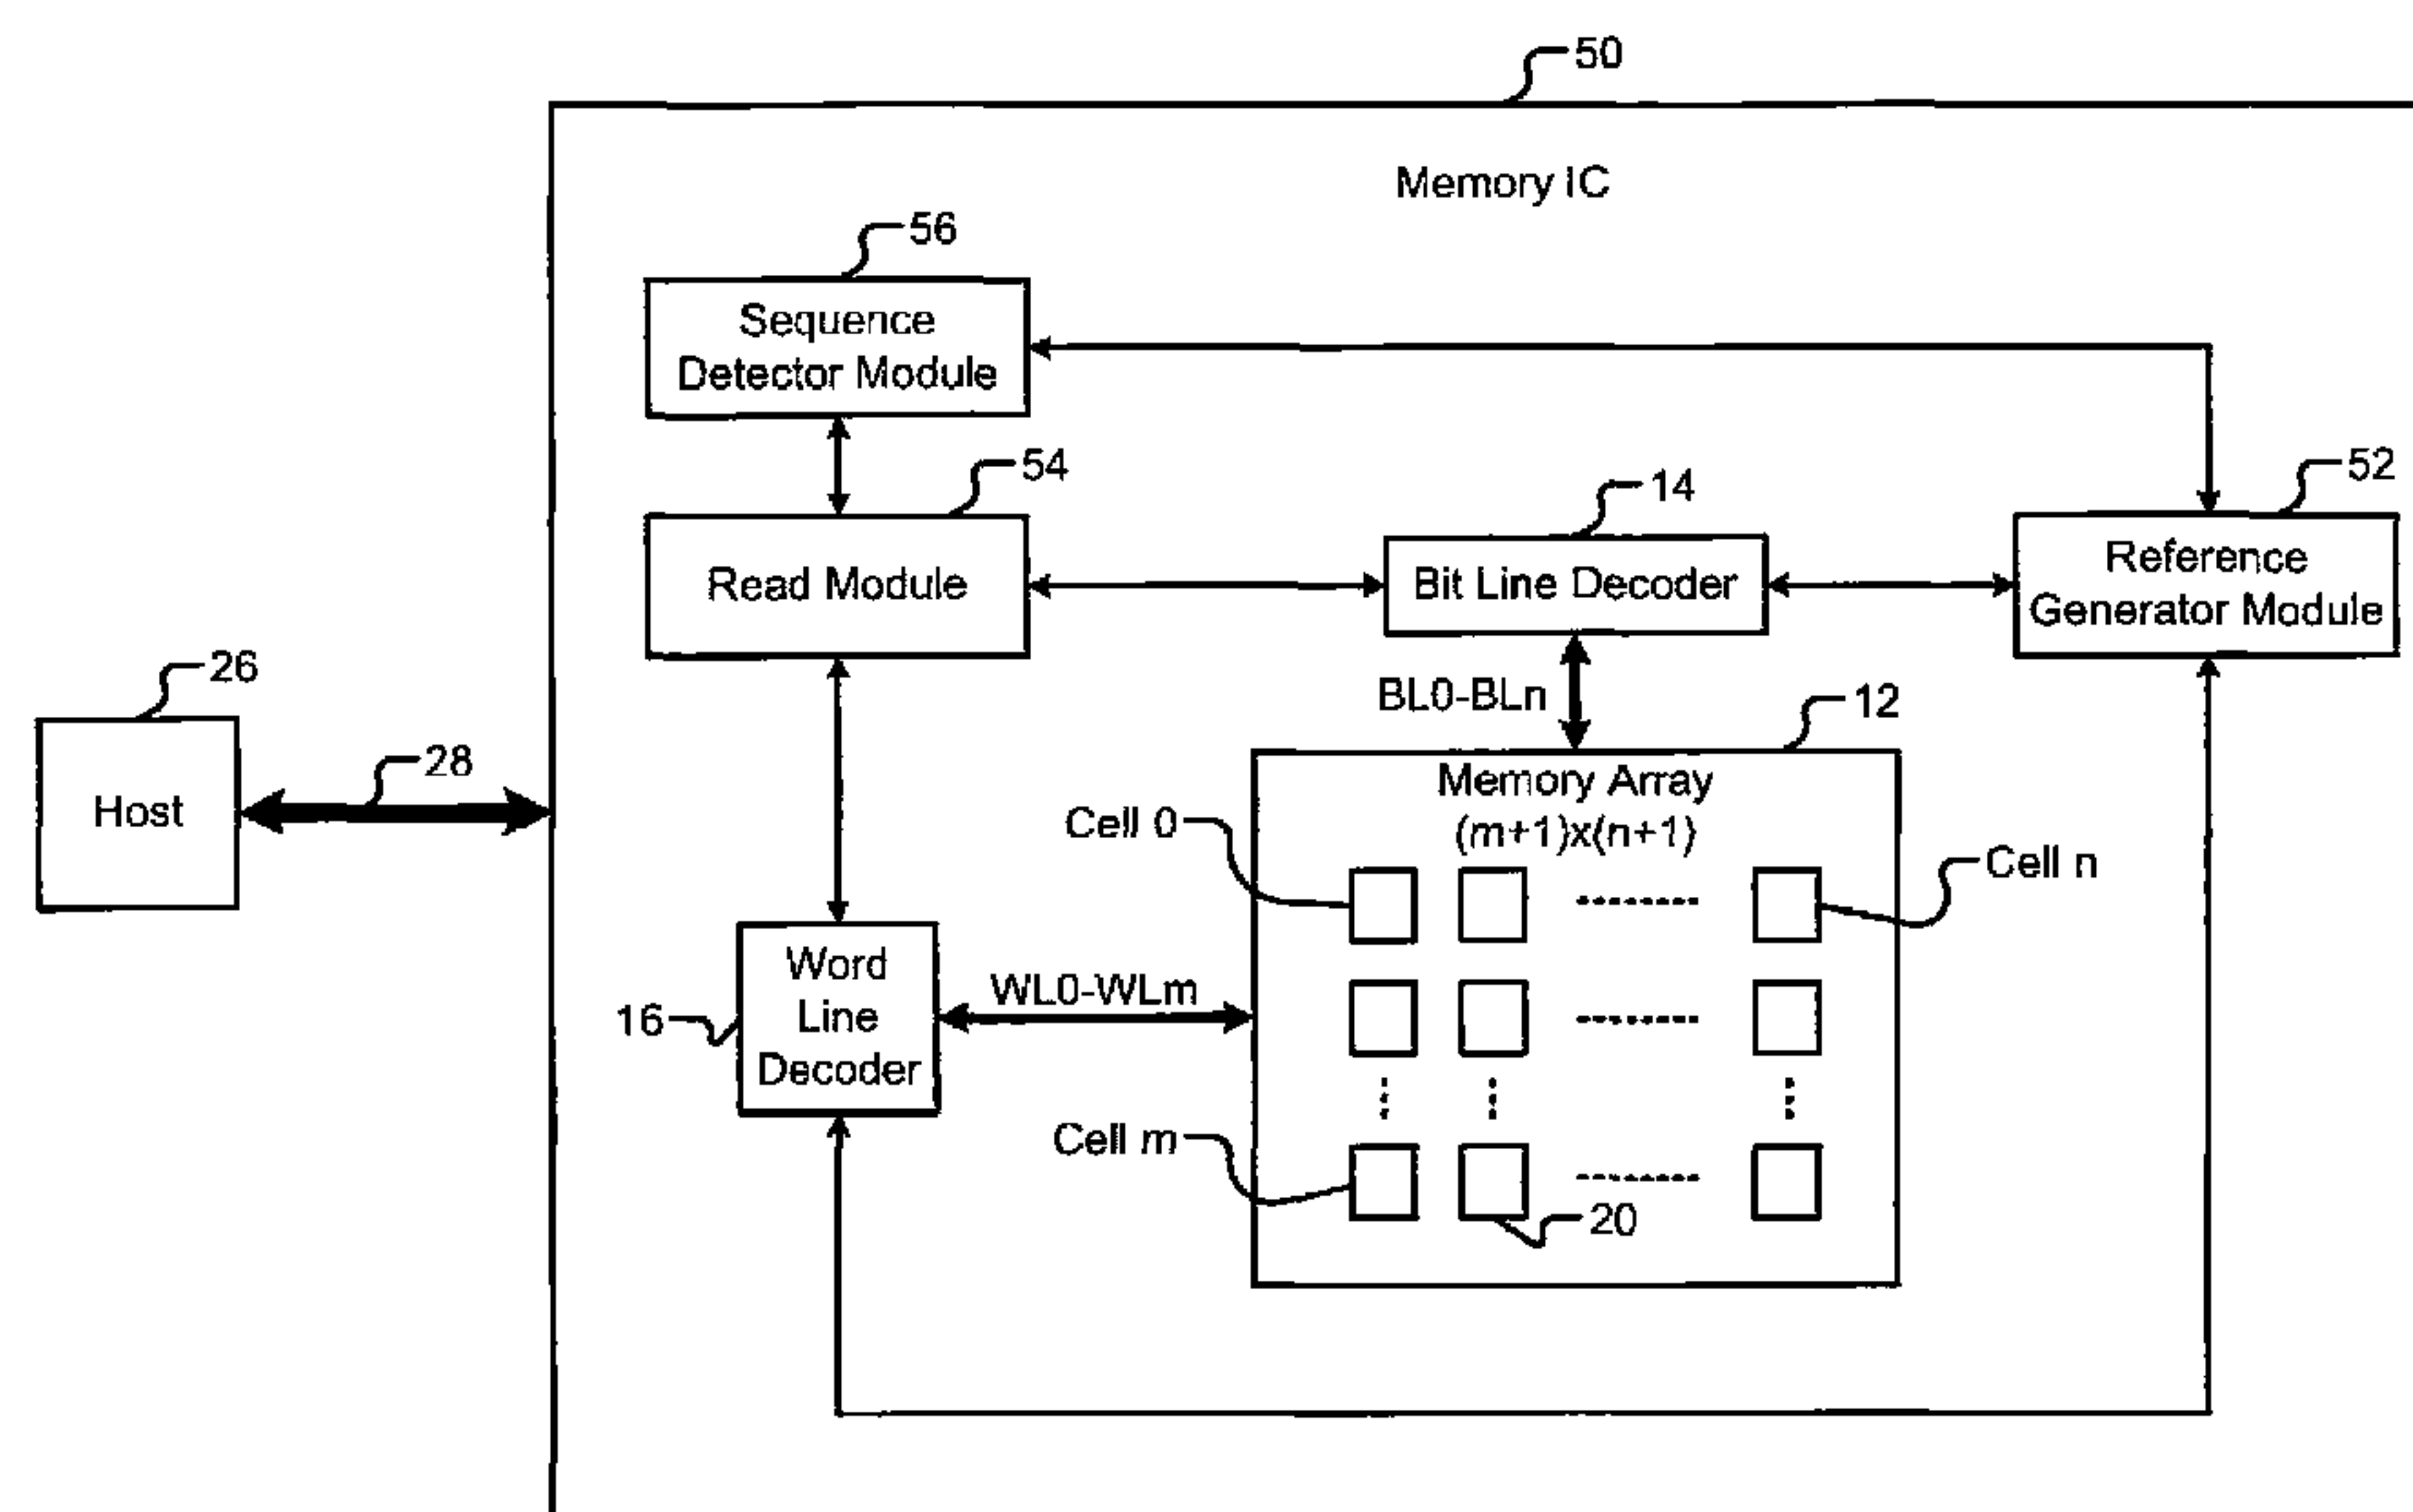 50
Memory IC
56
Sequence
Detector Module
54
Read Module
14
Bit Line Decoder
52
Reference
Generator Module
26
Host
28
BL0-BLn
12
Memory Array
(m+1)x(n+1)
Cell 0
Cell n
Word
Line
Decoder
16
WL0-WLm
Cell m
20